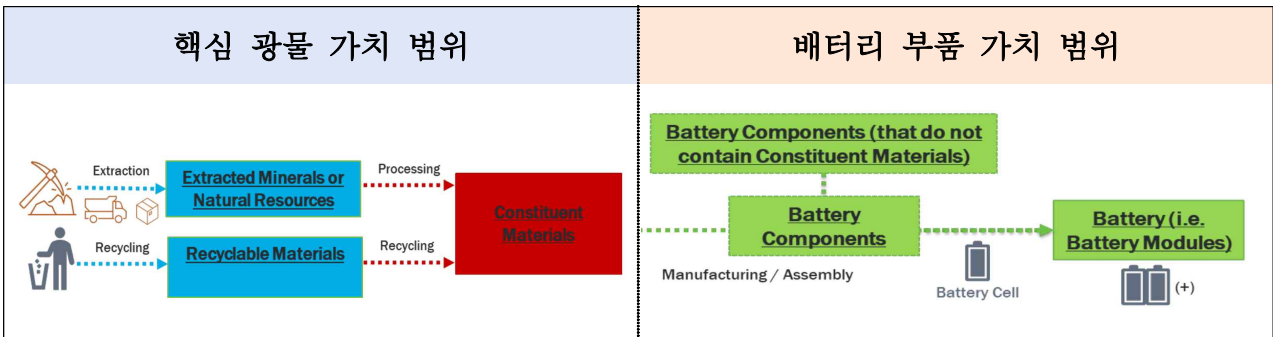 핵심 광물 가치 범위
배터리 부품 가치 범위
Extraction
Extracted Minerals or
Natural Resources
Processing
Recycling
Recyclable Materials
Recycling
Constituent
Materials
Battery Components (that do not
contain Constituent Materials)
Battery
Components
Manufacturing / Assembly
Battery Cell
Battery (i.e.
Battery Modules)
(+)